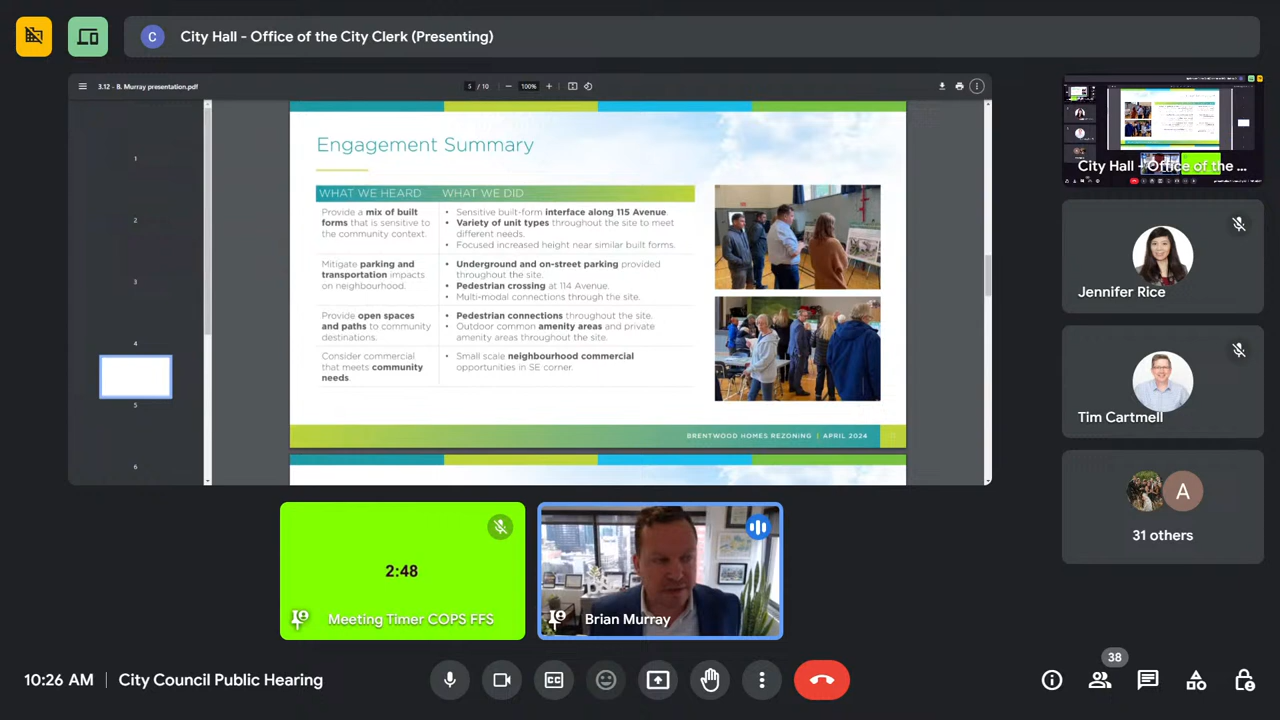 C
City Hall - Office of the City Clerk (Presenting)
3.12 - B. Murray presentation.pdf
5 / 10
100%
1
2
3
4
5
6
Engagement Summary
WHAT WE HEARD
WHAT WE DID
Provide a mix of built
forms that is sensitive to
the community context.
• Sensitive built-form interface along 115 Avenue.
• Variety of unit types throughout the site to meet
different needs.
• Focused increased height near similar built forms.
Mitigate parking and
transportation impacts
on neighbourhood.
• Underground and on-street parking provided
throughout the site.
• Pedestrian crossing at 114 Avenue.
• Multi-modal connections through the site.
Provide open spaces
and paths to community
destinations.
• Pedestrian connections throughout the site.
• Outdoor common amenity areas and private
amenity areas throughout the site.
Consider commercial
that meets community
needs.
• Small scale neighbourhood commercial
opportunities in SE corner.
BRENTWOOD HOMES REZONING | APRIL 2024
City Hall - Office of the ...
Jennifer Rice
Tim Cartmell
A
31 others
2:48
Meeting Timer COPS FFS
Brian Murray
10:26 AM | City Council Public Hearing
CC
38